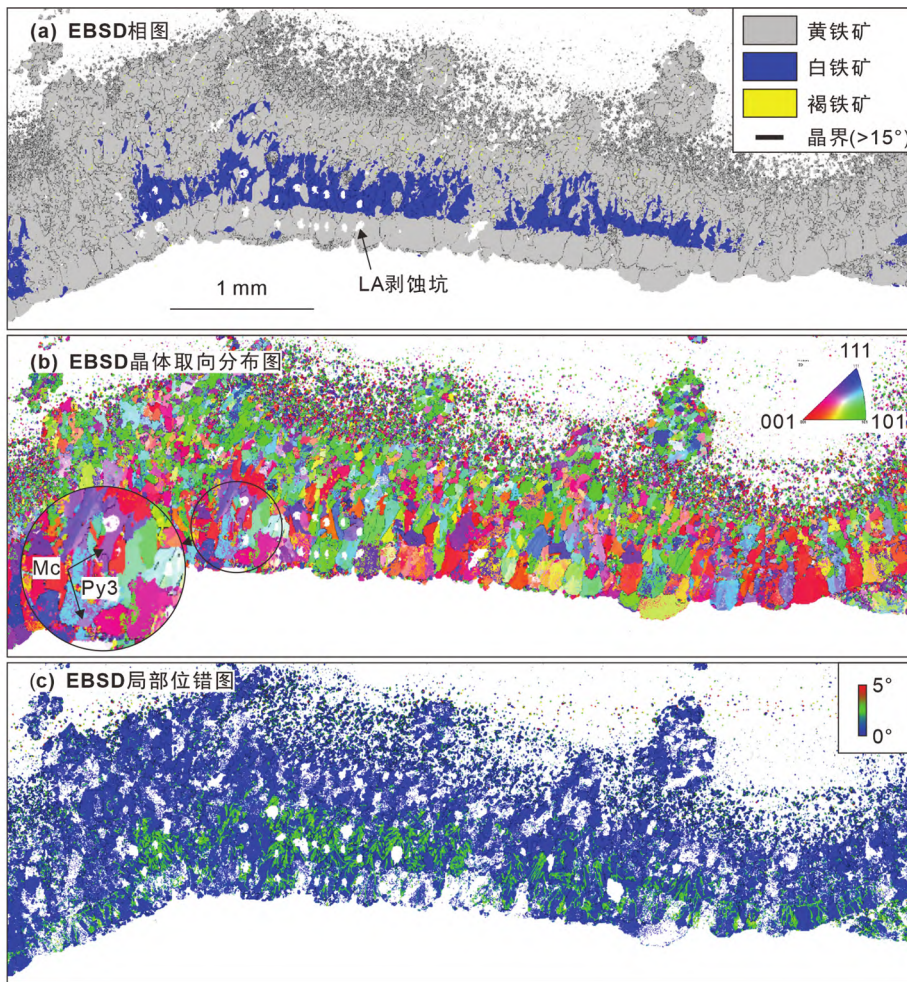 (a) EBSD相图
黄铁矿
白铁矿
褐铁矿
晶界(>15°)
LA剥蚀坑
1 mm
(b) EBSD晶体取向分布图
111
001
101
Mc
Py3
(c) EBSD局部位错图
5°
0°